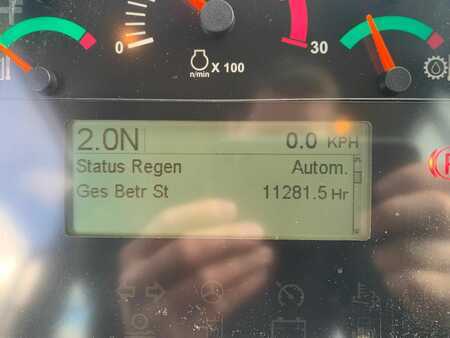 0
30
n/min
X 100
2.0N 0.0 KPH
Status Regen Autom.
Ges Betr St 11281.5 Hr